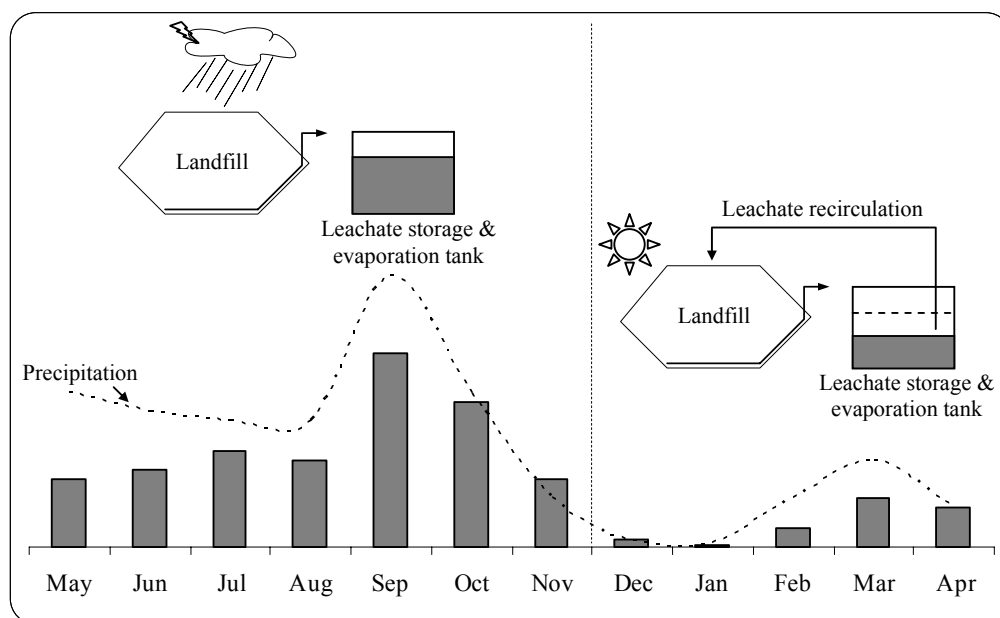 Landfill
Leachate storage &
evaporation tank
Leachate recirculation
Landfill
Leachate storage &
evaporation tank
Precipitation
May Jun Jul Aug Sep Oct Nov Dec Jan Feb Mar Apr